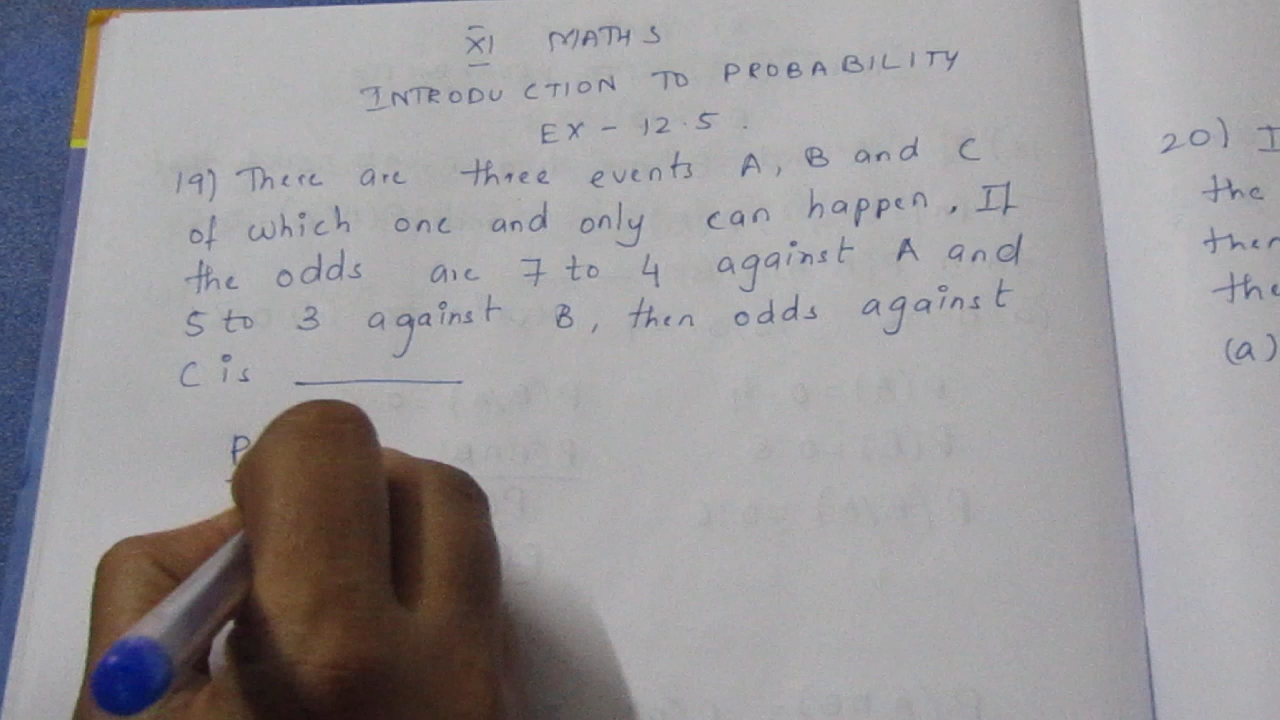 XI MATHS
INTRODUCTION TO PROBABILITY
EX - 12.5.
19) There are three events A, B and C
of which one and only can happen. If
the odds are 7 to 4 against A and
5 to 3 against B, then odds against
C is
P
20) I
the
then
the
(a)